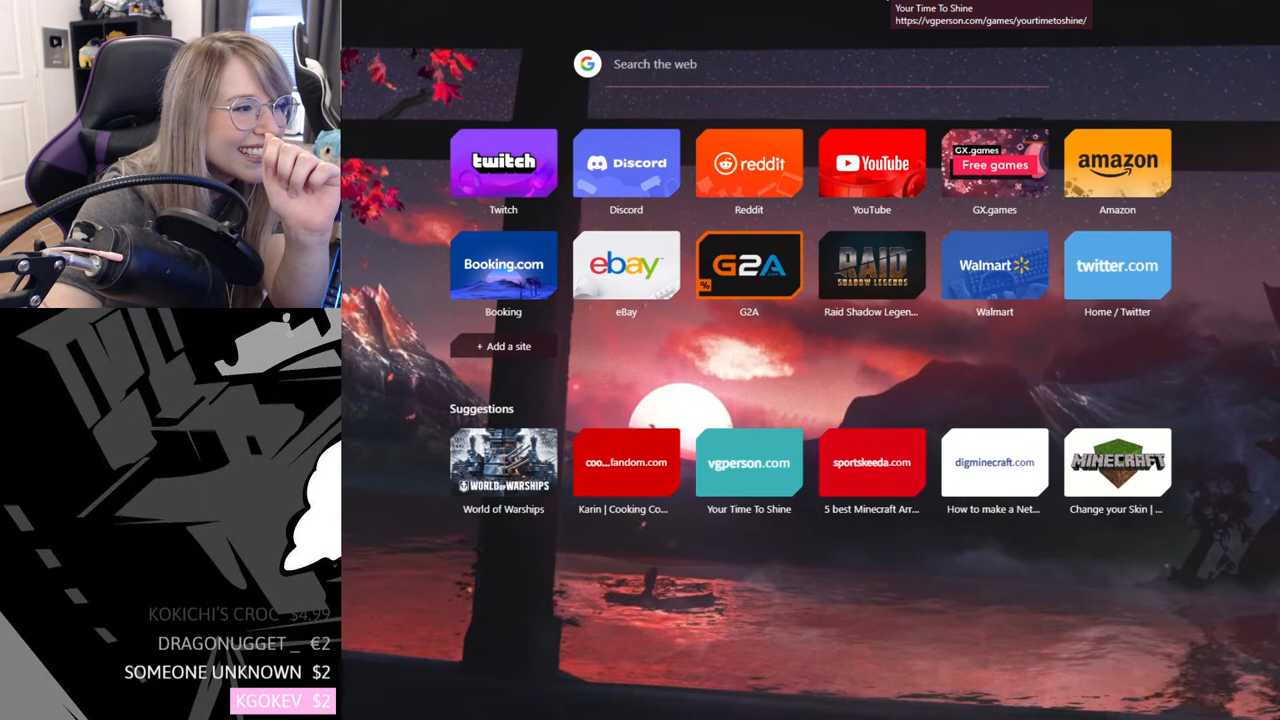 Your Time To Shine
https://vgperson.com/games/yourtimetoshine/
Search the web
twitch
Discord
reddit
YouTube
GX.games
Free games
amazon
Twitch
Discord
Reddit
YouTube
GX.games
Amazon
Booking.com
ebay
G2A
%
RAID
SHADOW LEGENDS
Walmart
twitter.com
Booking
eBay
G2A
Raid Shadow Legen...
Walmart
Home / Twitter
+ Add a site
Suggestions
WORLD OF WARSHIPS
coo...fandom.com
vgperson.com
sportskeeda.com
digminecraft.com
MINECRAFT
World of Warships
Karin | Cooking Co...
Your Time To Shine
5 best Minecraft Arr...
How to make a Net...
Change your Skin | ...
KOKICHI'S CROC $4.99
DRAGONUGGET_ €2
SOMEONE UNKNOWN $2
KGOKEV $2